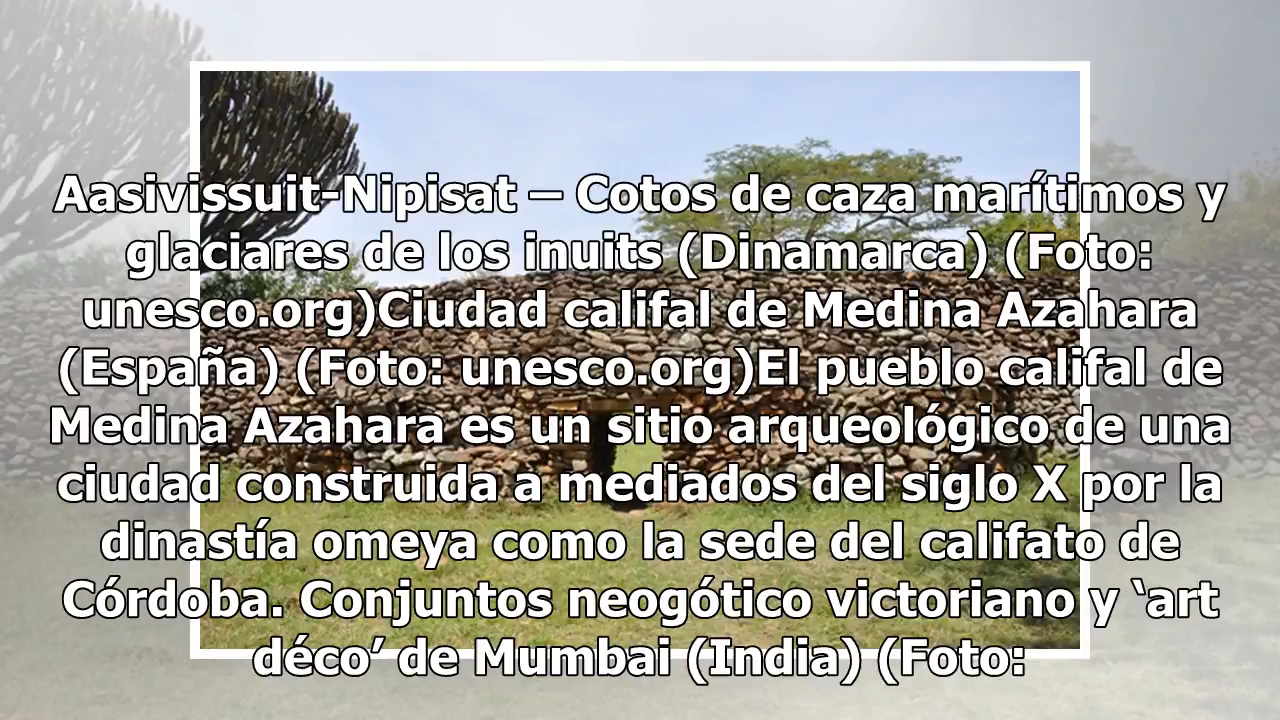 Aasivissuit-Nipisat – Cotos de caza marítimos y
glaciares de los inuits (Dinamarca) (Foto:
unesco.org)Ciudad califal de Medina Azahara
(España) (Foto: unesco.org)El pueblo califal de
Medina Azahara es un sitio arqueológico de una
ciudad construida a mediados del siglo X por la
dinastía omeya como la sede del califato de
Córdoba. Conjuntos neogótico victoriano y ‘art
déco’ de Mumbai (India) (Foto: